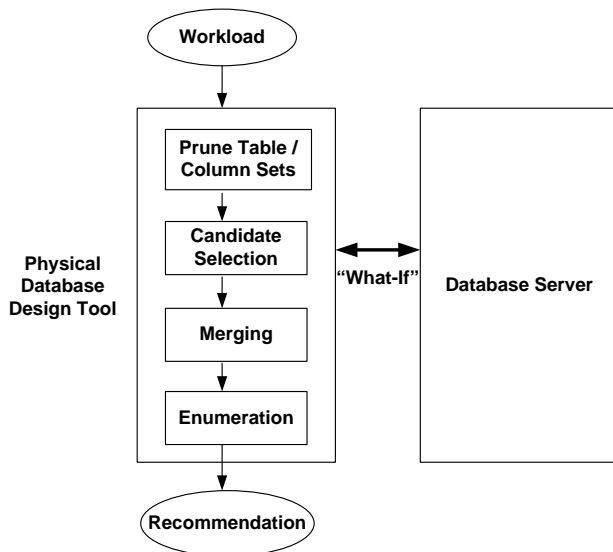 Workload
Prune Table /
Column Sets
Candidate
Selection
Physical
Database
Design Tool
“What-If”
Database Server
Merging
Enumeration
Recommendation